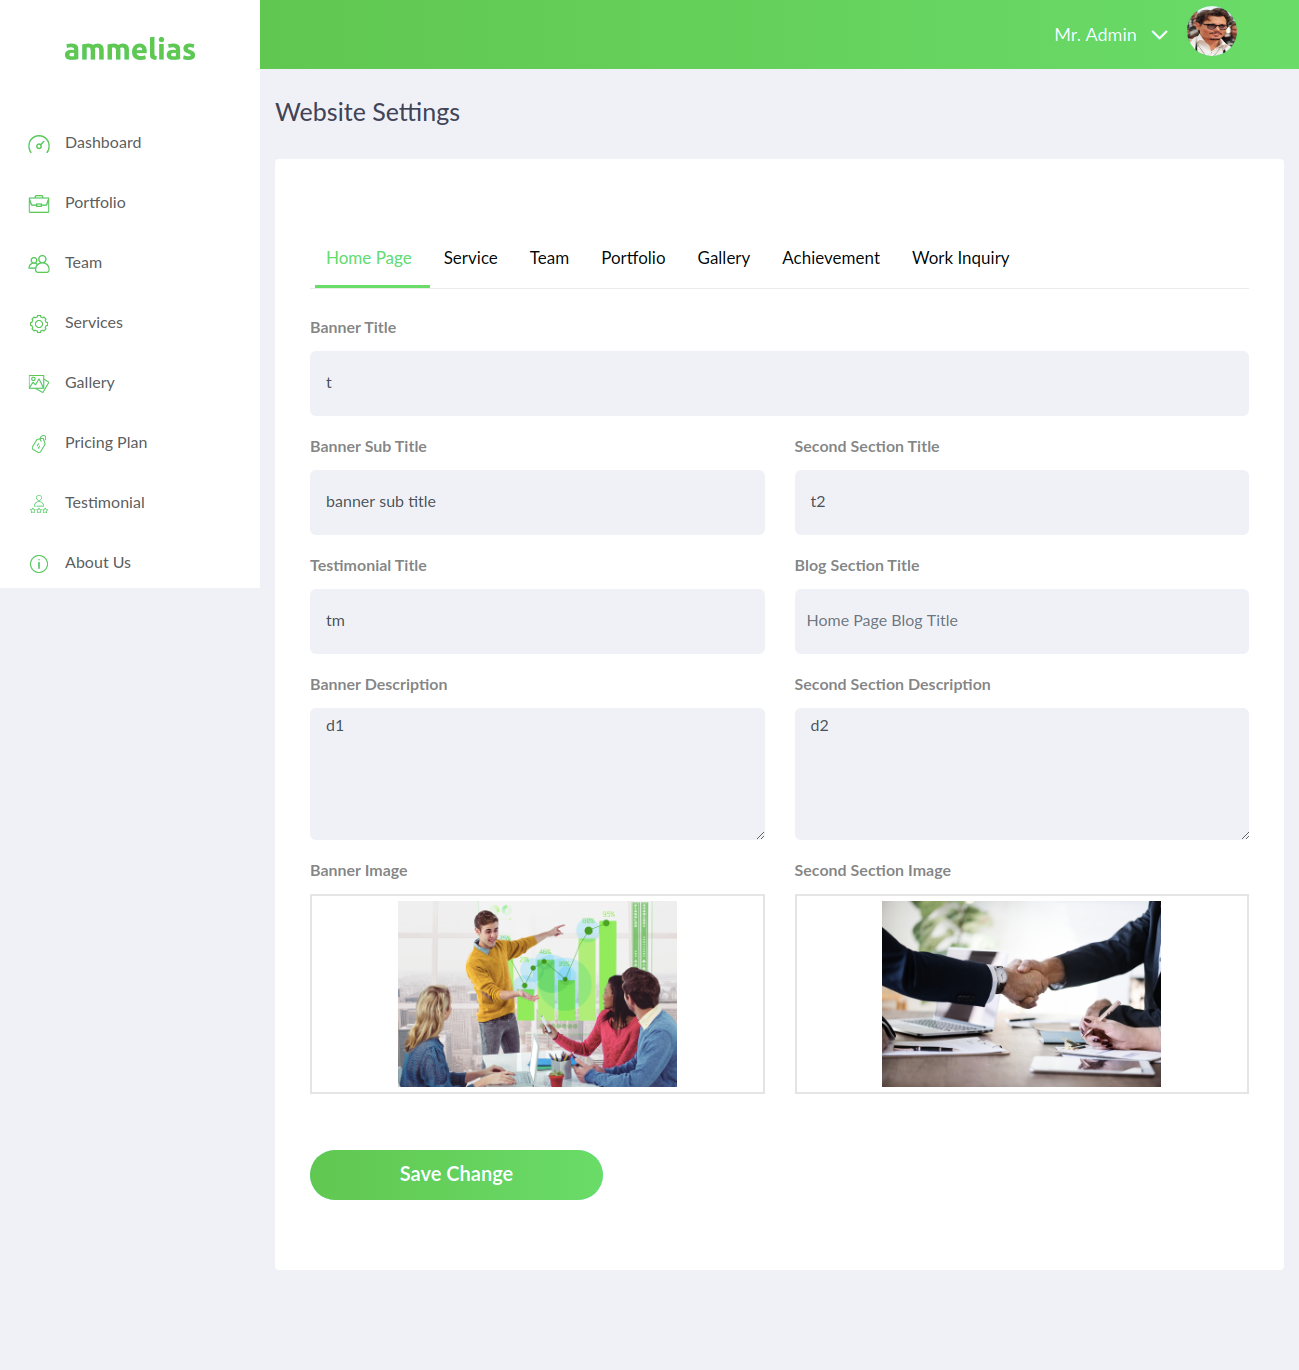 ammelias
Mr. Admin
Dashboard
Portfolio
Team
Services
Gallery
Pricing Plan
Testimonial
About Us
Website Settings
Home Page Service Team Portfolio Gallery Achievement Work Inquiry
Banner Title
t
Banner Sub Title
banner sub title
Second Section Title
t2
Testimonial Title
tm
Blog Section Title
Home Page Blog Title
Banner Description
d1
Second Section Description
d2
Banner Image
Second Section Image
95%
Save Change